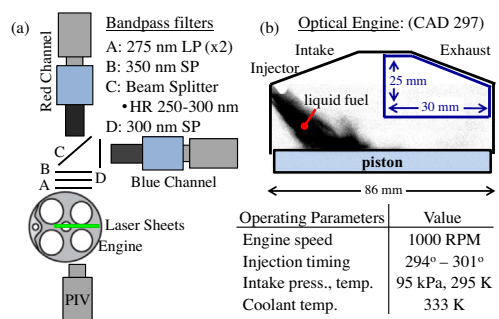 (a)
Bandpass filters
A: 275 nm LP (x2)
B: 350 nm SP
C: Beam Splitter
•HR 250-300 nm
D: 300 nm SP
Red Channel
C
B
A
D
Blue Channel
Laser Sheets
Engine
PIV
(b)
Optical Engine: (CAD 297)
Intake
Exhaust
Injector
25 mm
30 mm
liquid fuel
piston
86 mm
Operating Parameters Value
Engine speed 1000 RPM
Injection timing 294° – 301°
Intake press., temp. 95 kPa, 295 K
Coolant temp. 333 K